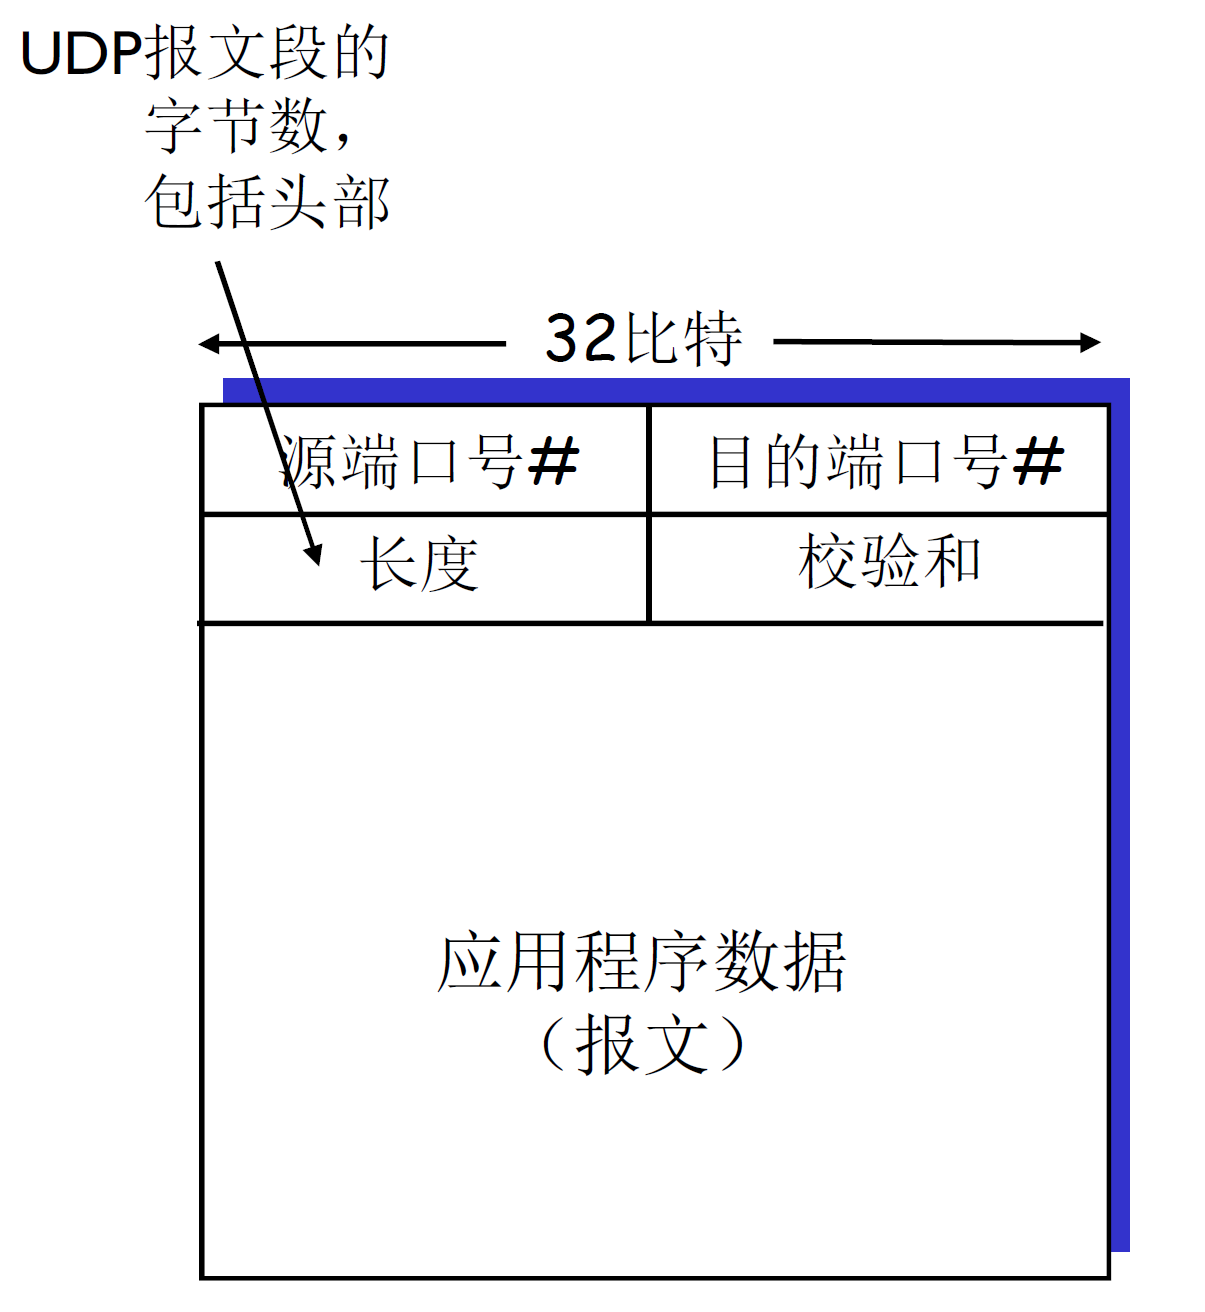 UDP报文段的
字节数，
包括头部
32比特
源端口号#
目的端口号#
长度
校验和
应用程序数据
（报文）